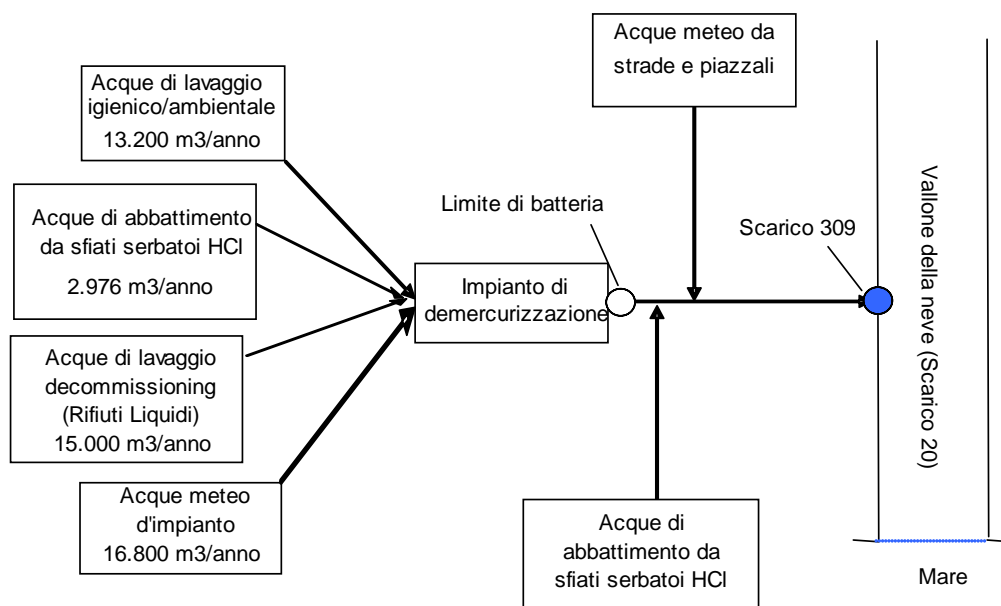 Acque meteo da
strade e piazzali
Acque di lavaggio
igienico/ambientale
13.200 m3/anno
Acque di abbattimento
da sfiati serbatoi HCl
2.976 m3/anno
Acque di lavaggio
decommissioning
(Rifiuti Liquidi)
15.000 m3/anno
Acque meteo
d'impianto
16.800 m3/anno
Impianto di
demercurizzazione
Limite di batteria
Scarico 309
Vallone della neve (Scarico 20)
Acque di
abbattimento da
sfiati serbatoi HCl
Mare